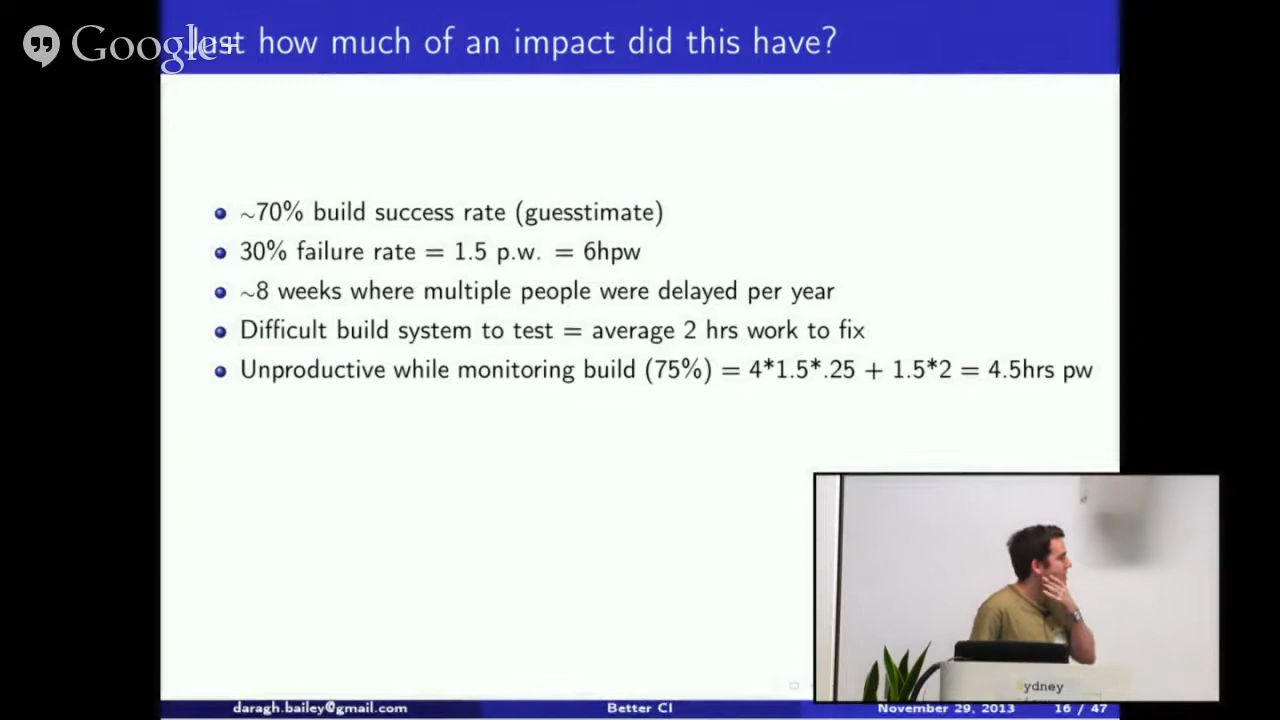 Google+
Just how much of an impact did this have?
~70% build success rate (guesstimate)
30% failure rate = 1.5 p.w. = 6hpw
~8 weeks where multiple people were delayed per year
Difficult build system to test = average 2 hrs work to fix
Unproductive while monitoring build (75%) = 4*1.5*.25 + 1.5*2 = 4.5hrs pw
ydney
daragh.bailey@gmail.com Better CI November 29, 2013 16 / 47